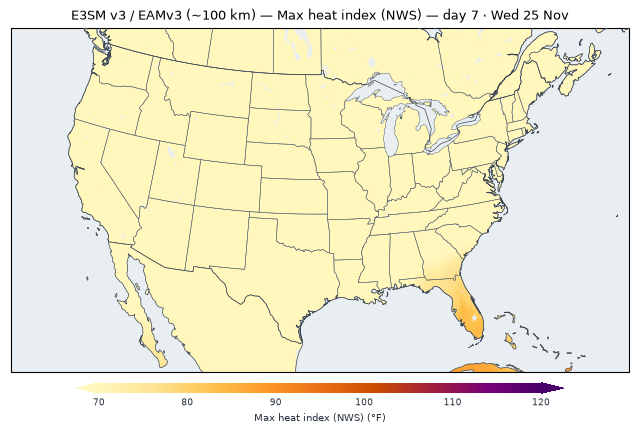 E3SM v3 / EAMv3 (~100 km) — Max heat index (NWS) — day 7 · Wed 25 Nov
70 80 90 100 110 120
Max heat index (NWS) (°F)